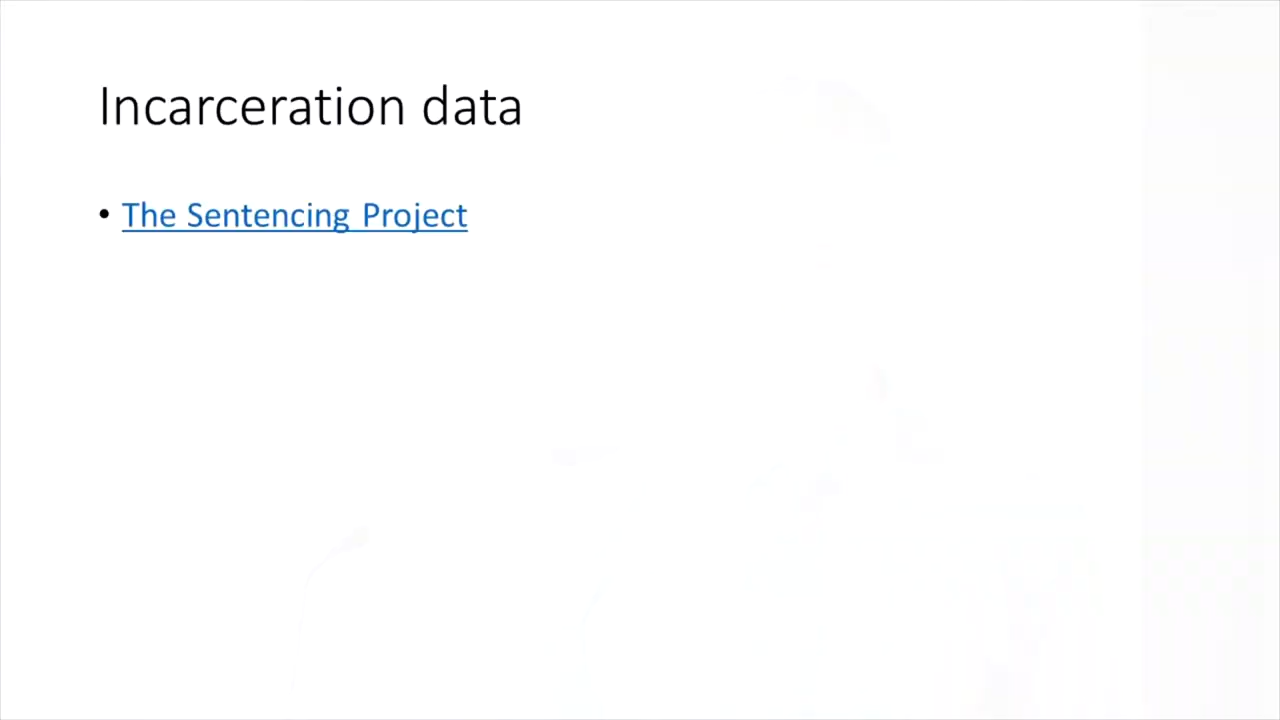 Incarceration data
• The Sentencing Project